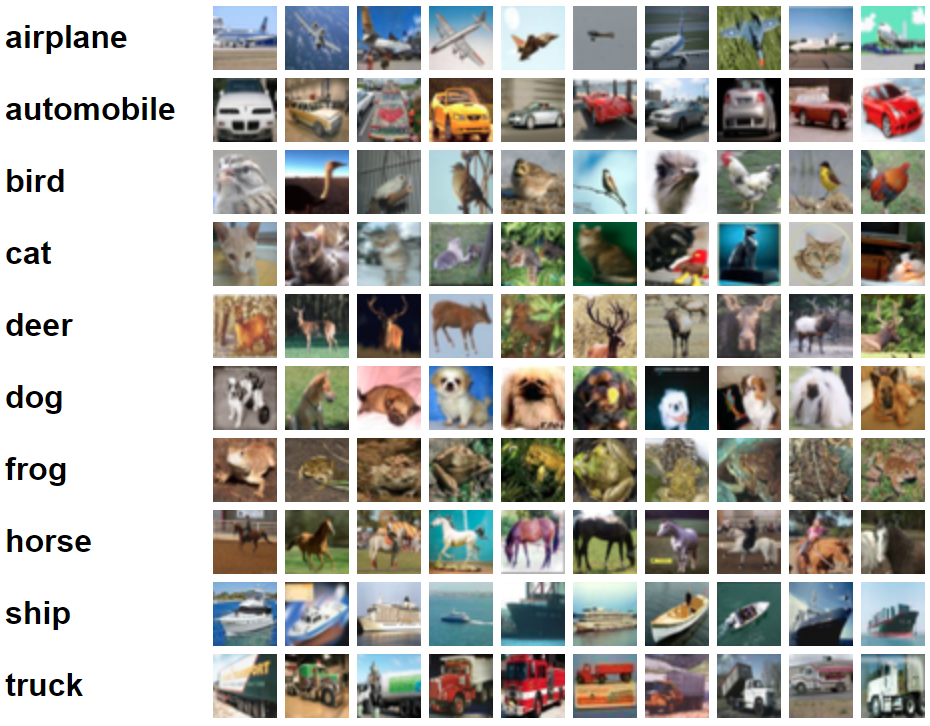 airplane
automobile
bird
cat
deer
dog
frog
horse
ship
truck